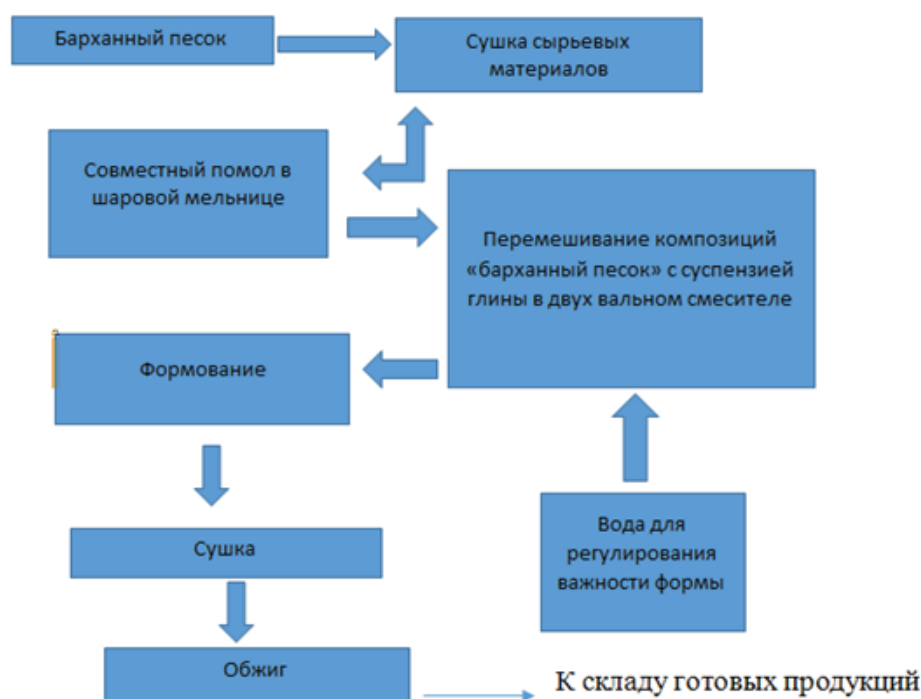 Барханный песок
Сушка сырьевых
материалов
Совместный помол в
шаровой мельнице
Перемешивание композиций
«барханный песок» с суспензией
глины в двух вальном смесителе
Формование
Вода для
регулирования
важности формы
Сушка
Обжиг
К складу готовых продукций